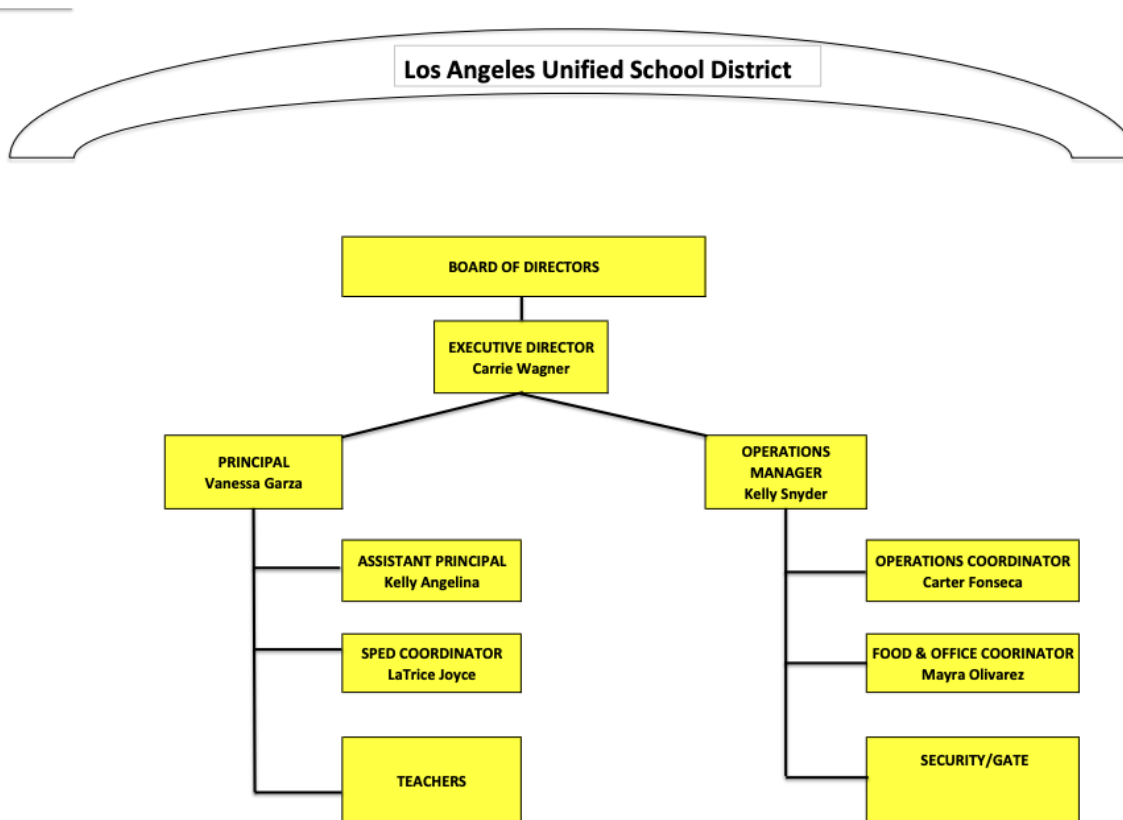 Los Angeles Unified School District
BOARD OF DIRECTORS
EXECUTIVE DIRECTOR
Carrie Wagner
PRINCIPAL
Vanessa Garza
OPERATIONS
MANAGER
Kelly Snyder
ASSISTANT PRINCIPAL
Kelly Angelina
OPERATIONS COORDINATOR
Carter Fonseca
SPED COORDINATOR
LaTrice Joyce
FOOD & OFFICE COORINATOR
Mayra Olivarez
TEACHERS
SECURITY/GATE